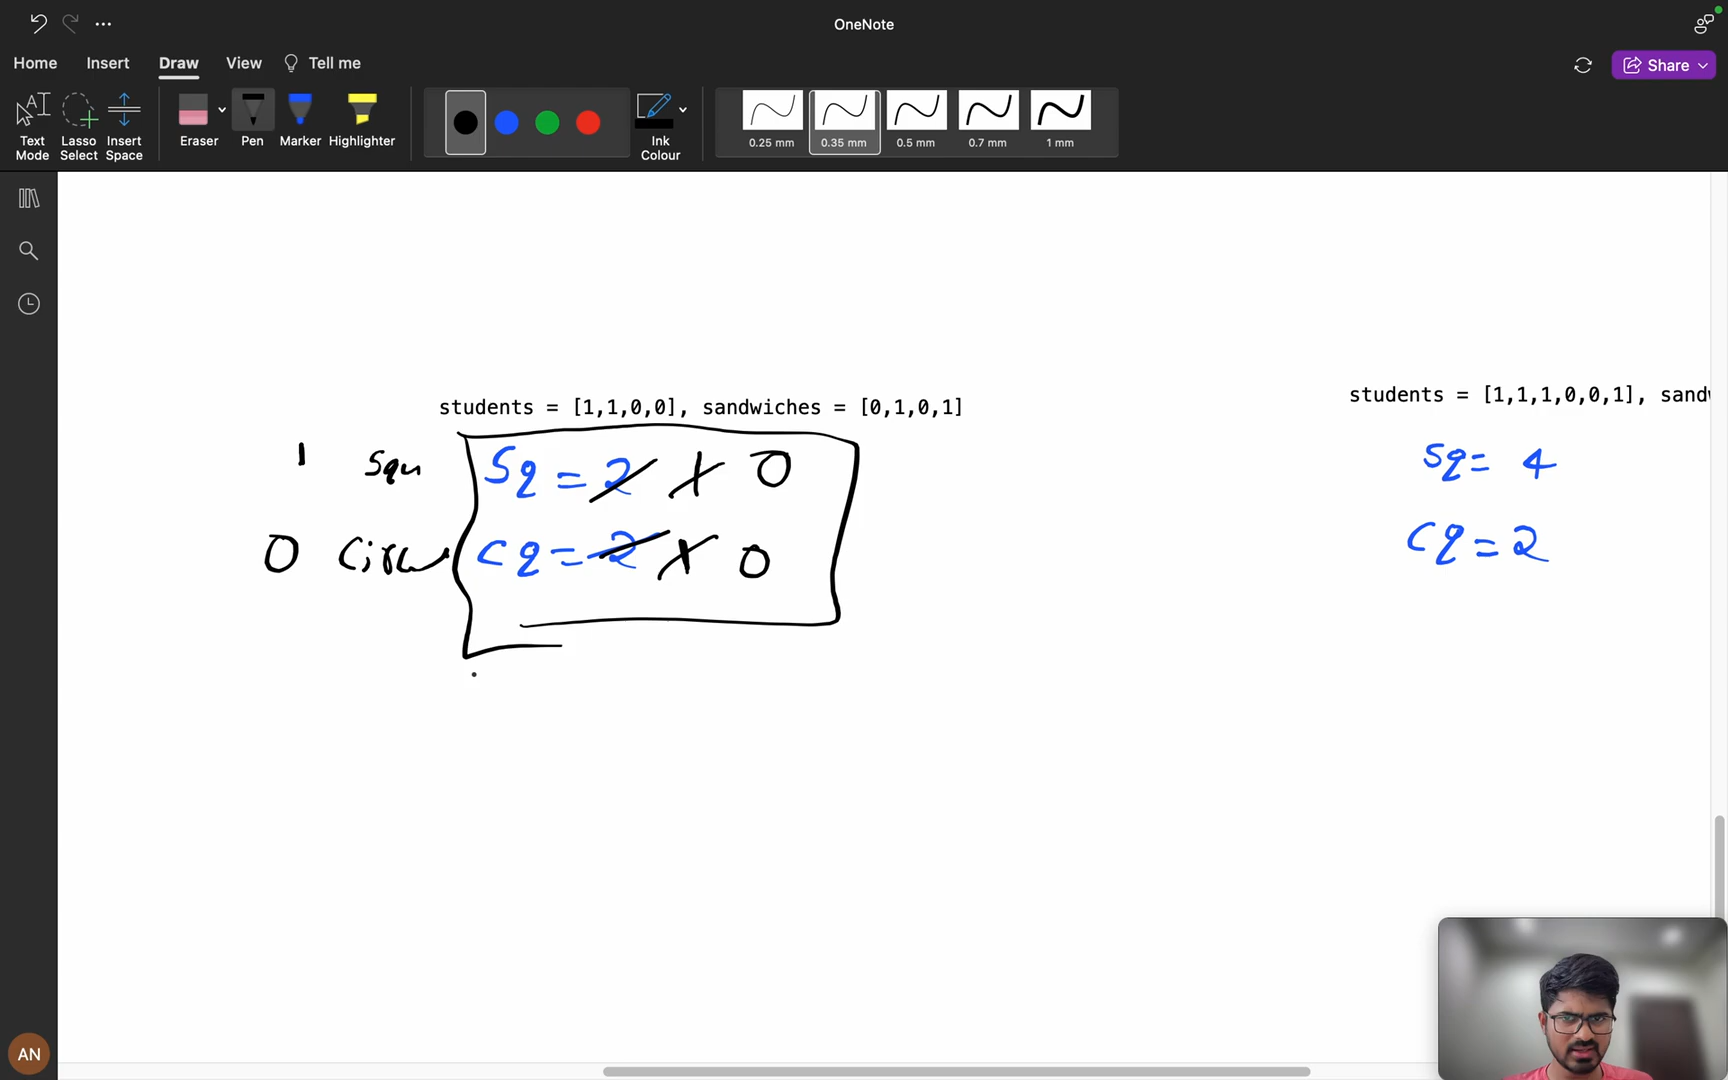 OneNote
Home Insert Draw View Tell me
Share
Text Mode
Lasso Select
Insert Space
Eraser
Pen
Marker
Highlighter
Ink Colour
0.25 mm
0.35 mm
0.5 mm
0.7 mm
1 mm
students = [1,1,0,0], sandwiches = [0,1,0,1]
1 Squ Sq = 2 1 0
0 Cq = 2 1 0
students = [1,1,1,0,0,1], sand
Sq = 4
Cq = 2
AN